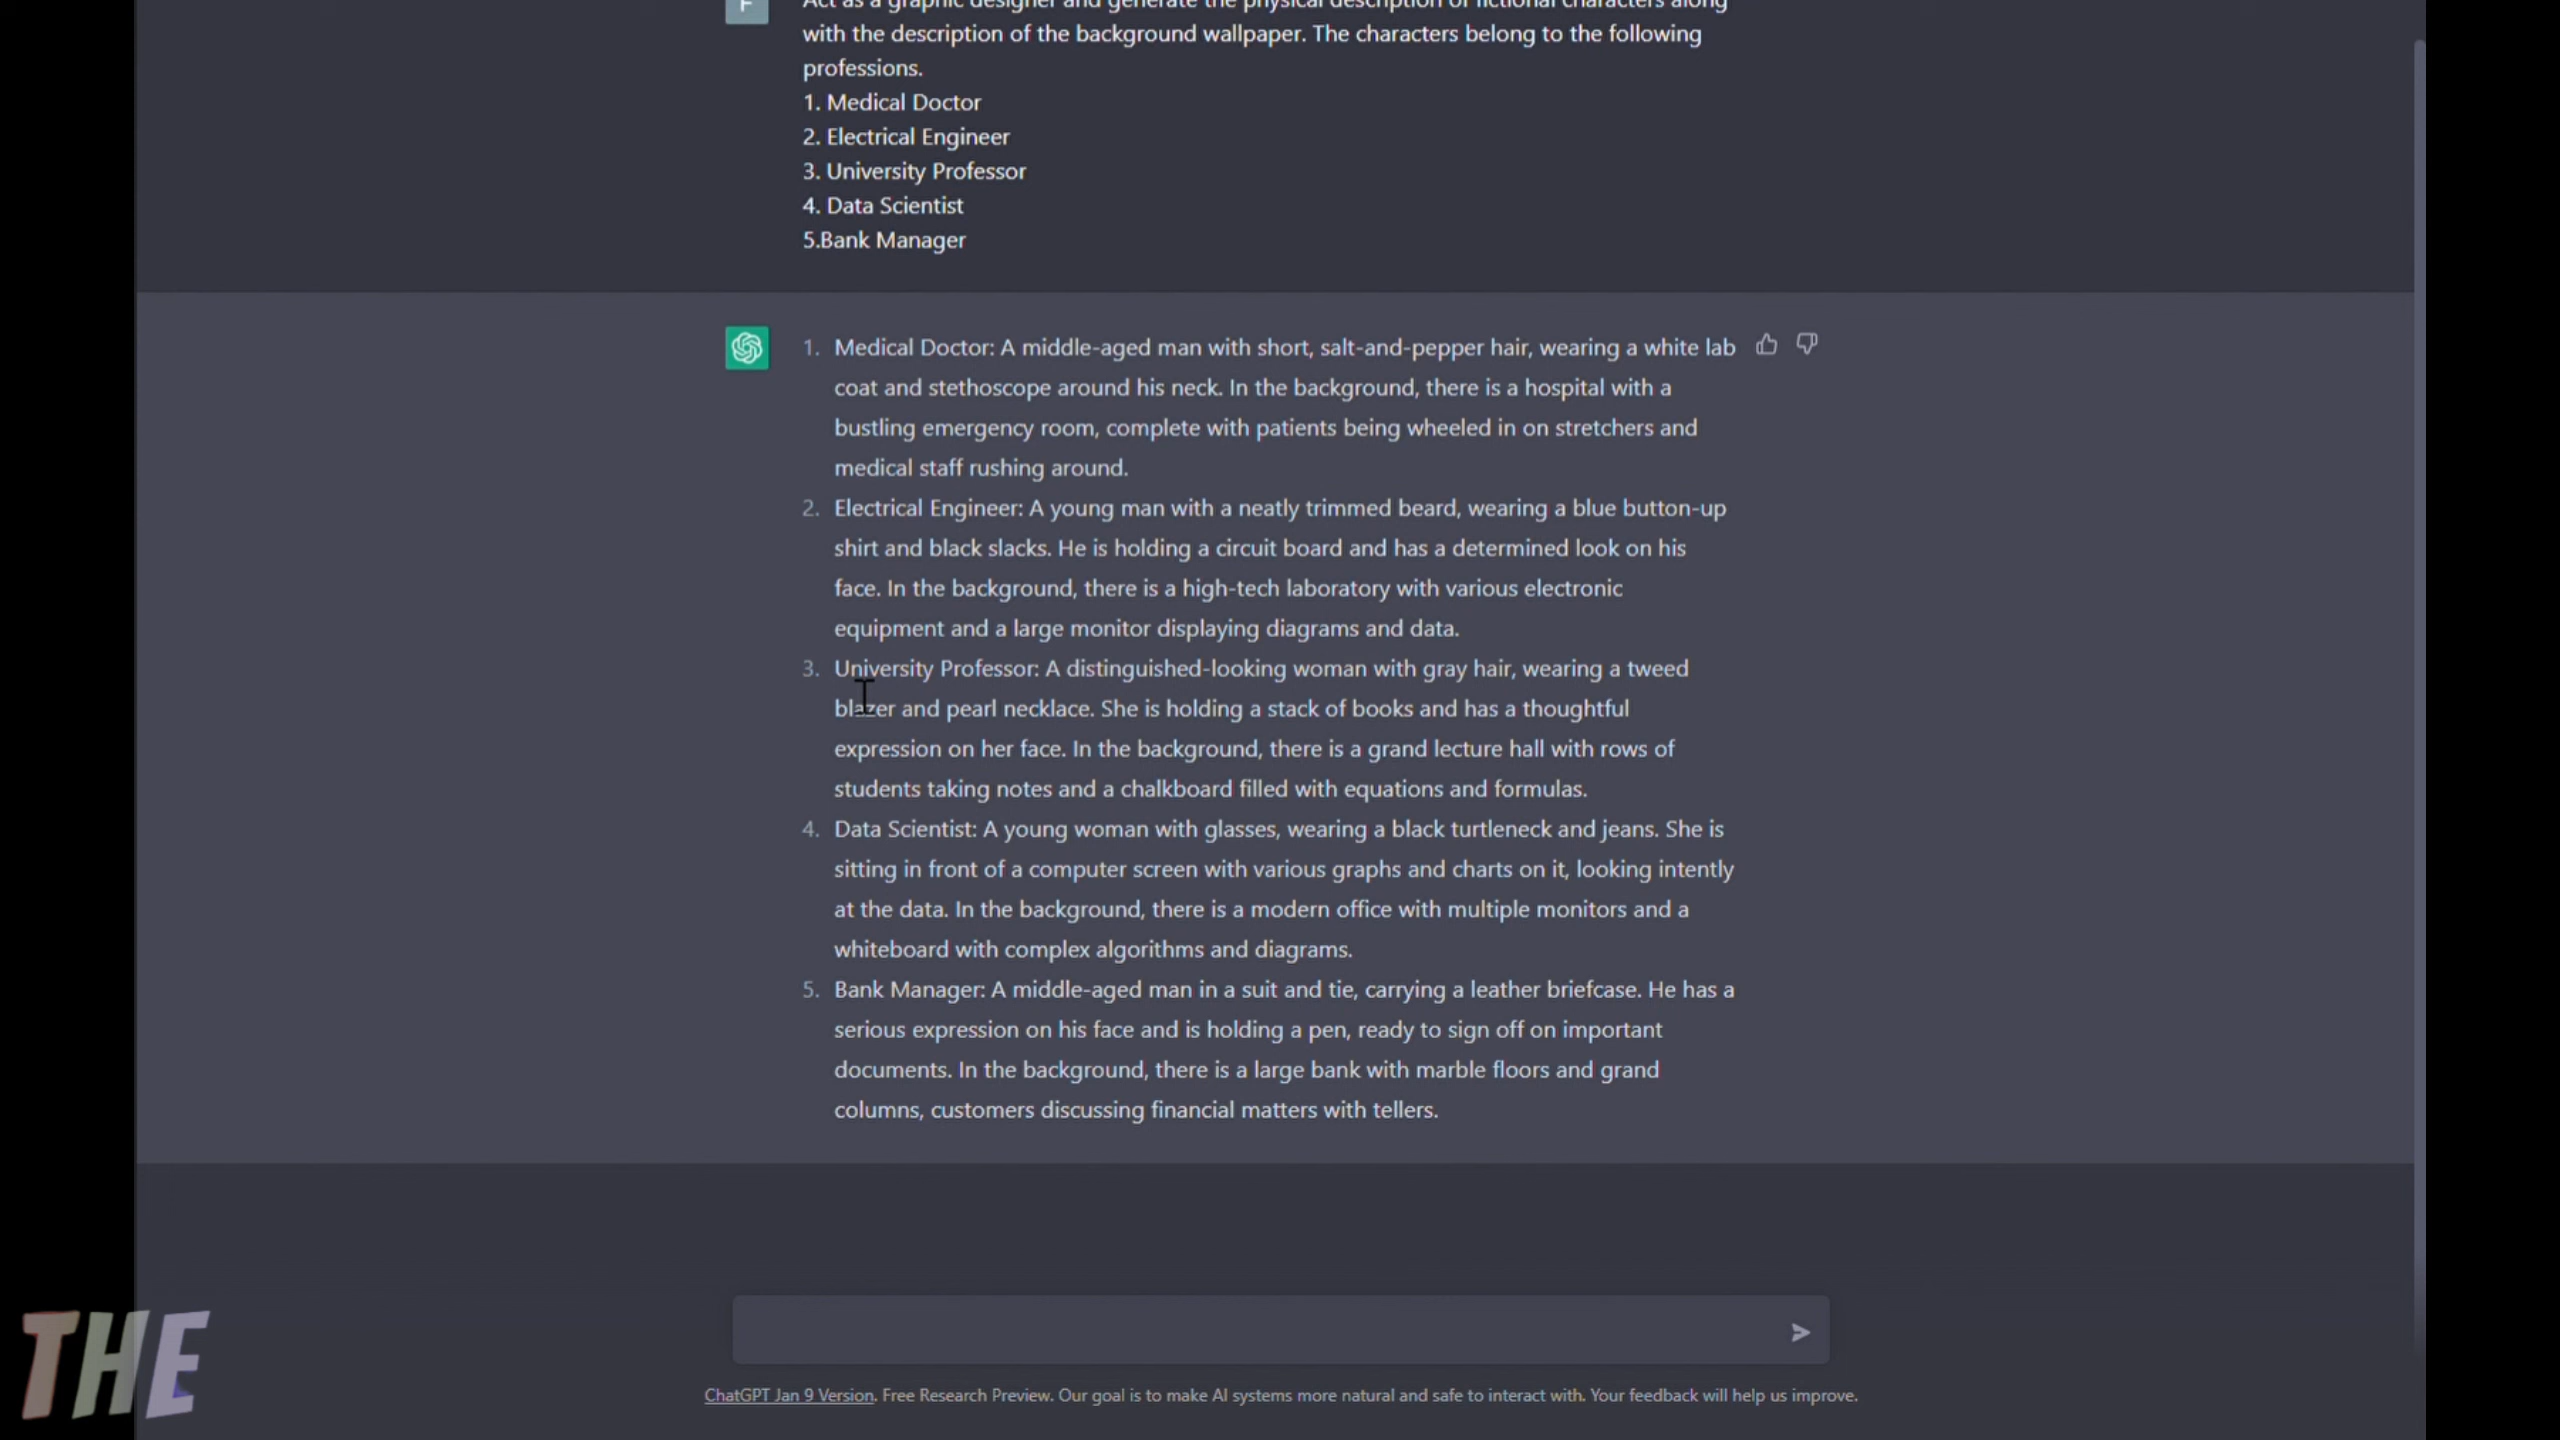 F
Act as a graphic designer and generate the physical description of fictional characters along
with the description of the background wallpaper. The characters belong to the following
professions.
1. Medical Doctor
2. Electrical Engineer
3. University Professor
4. Data Scientist
5.Bank Manager
1. Medical Doctor: A middle-aged man with short, salt-and-pepper hair, wearing a white lab
coat and stethoscope around his neck. In the background, there is a hospital with a
bustling emergency room, complete with patients being wheeled in on stretchers and
medical staff rushing around.
2. Electrical Engineer: A young man with a neatly trimmed beard, wearing a blue button-up
shirt and black slacks. He is holding a circuit board and has a determined look on his
face. In the background, there is a high-tech laboratory with various electronic
equipment and a large monitor displaying diagrams and data.
3. University Professor: A distinguished-looking woman with gray hair, wearing a tweed
blazer and pearl necklace. She is holding a stack of books and has a thoughtful
expression on her face. In the background, there is a grand lecture hall with rows of
students taking notes and a chalkboard filled with equations and formulas.
4. Data Scientist: A young woman with glasses, wearing a black turtleneck and jeans. She is
sitting in front of a computer screen with various graphs and charts on it, looking intently
at the data. In the background, there is a modern office with multiple monitors and a
whiteboard with complex algorithms and diagrams.
5. Bank Manager: A middle-aged man in a suit and tie, carrying a leather briefcase. He has a
serious expression on his face and is holding a pen, ready to sign off on important
documents. In the background, there is a large bank with marble floors and grand
columns, customers discussing financial matters with tellers.
THE
ChatGPT Jan 9 Version. Free Research Preview. Our goal is to make AI systems more natural and safe to interact with. Your feedback will help us improve.